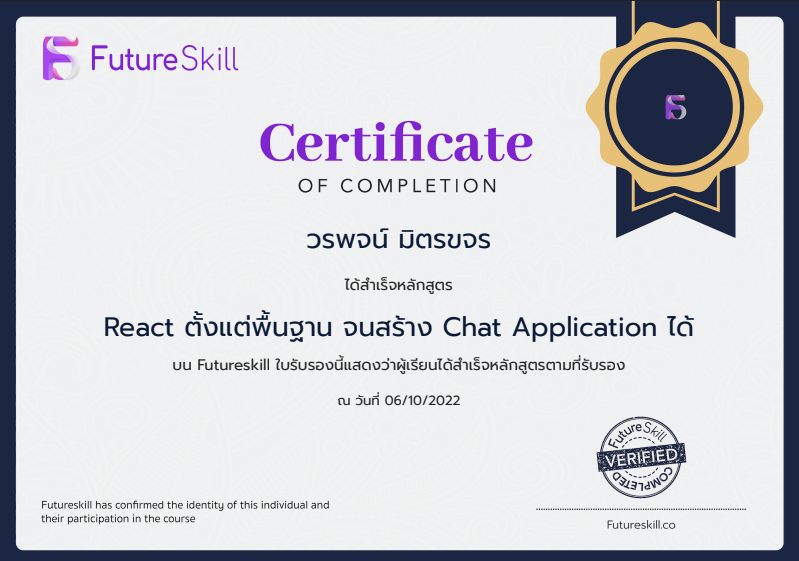 FutureSkill
Certificate
OF COMPLETION
วรพจน์ มิตรขจร
ได้สำเร็จหลักสูตร
React ตั้งแต่พื้นฐาน จนสร้าง Chat Application ได้
บน Futureskill ใบรับรองนี้แสดงว่าผู้เรียนได้สำเร็จหลักสูตรตามที่รับรอง
ณ วันที่ 06/10/2022
FutureSkill
VERIFIED
COMPLETED
Futureskill has confirmed the identity of this individual and
their participation in the course
Futureskill.co